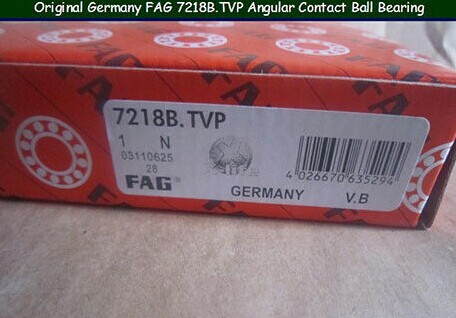 Original Germany FAG 7218B.TVP Angular Contact Ball Bearing
FAG
7218B.TVP
1 N
03110625
28
FAG®
GERMANY
4 026670 635294
V.B